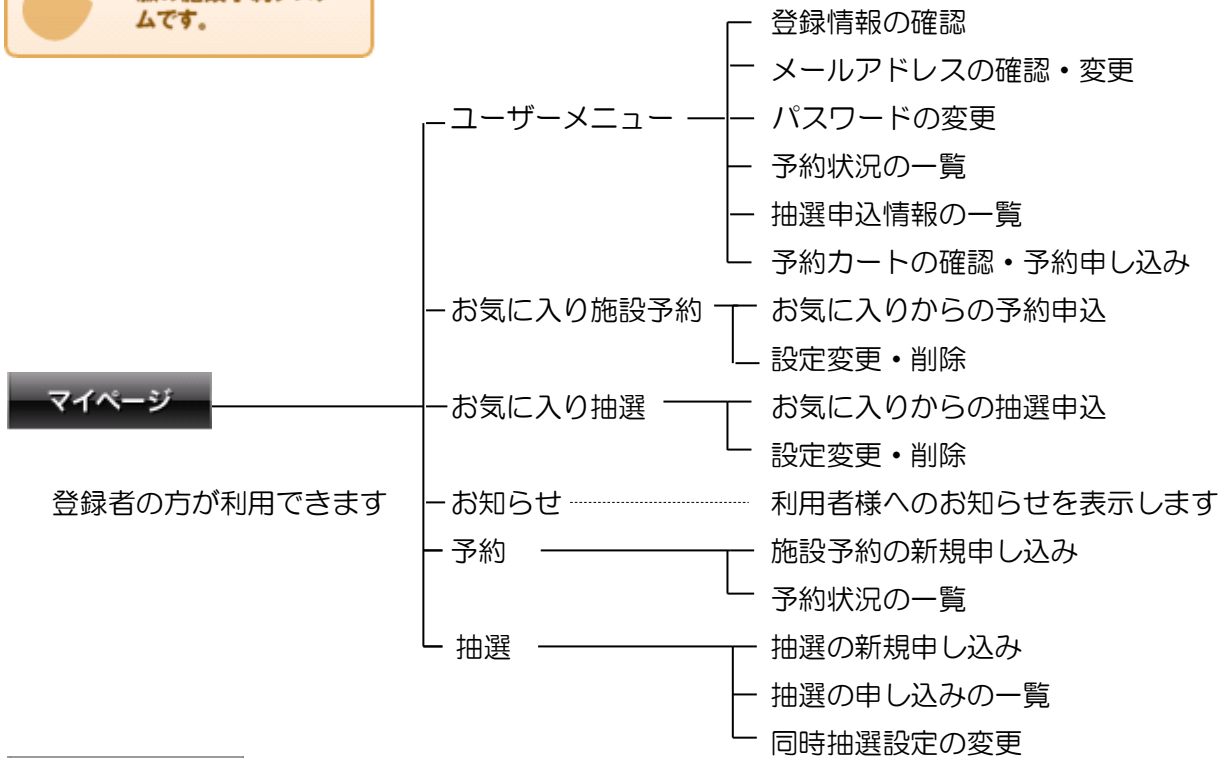 ムです。
登録情報の確認
メールアドレスの確認・変更
ユーザーメニュー
パスワードの変更
予約状況の一覧
抽選申込情報の一覧
予約カートの確認・予約申し込み
お気に入り施設予約
お気に入りからの予約申込
設定変更・削除
マイページ
お気に入り抽選
お気に入りからの抽選申込
設定変更・削除
登録者の方が利用できます
お知らせ
利用者様へのお知らせを表示します
予約
施設予約の新規申し込み
予約状況の一覧
抽選
抽選の新規申し込み
抽選の申し込みの一覧
同時抽選設定の変更